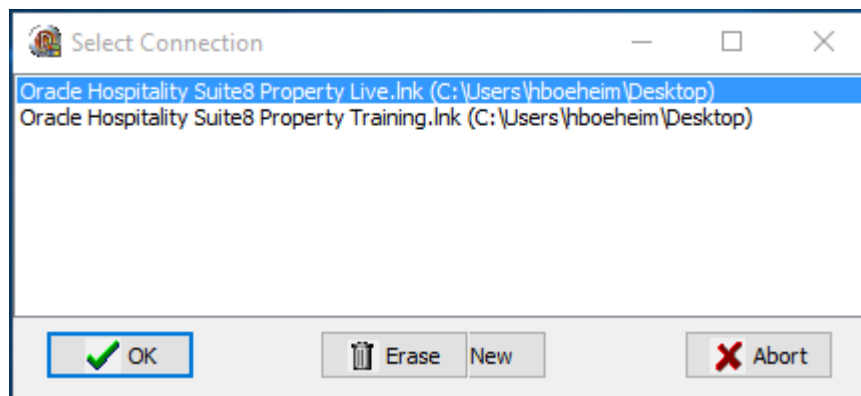 Select Connection
Oracle Hospitality Suite8 Property Live.lnk (C:\Users\hboeheim\Desktop)
Oracle Hospitality Suite8 Property Training.lnk (C:\Users\hboeheim\Desktop)
OK Erase New Abort